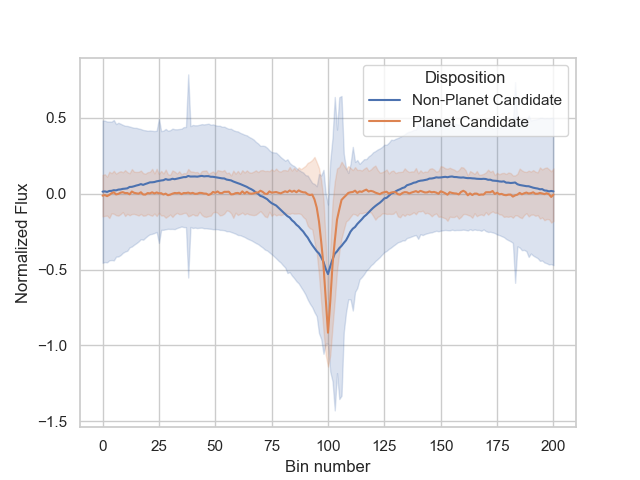 Disposition
Non-Planet Candidate
Planet Candidate
Normalized Flux
0.5
0.0
−0.5
−1.0
−1.5
0 25 50 75 100 125 150 175 200
Bin number